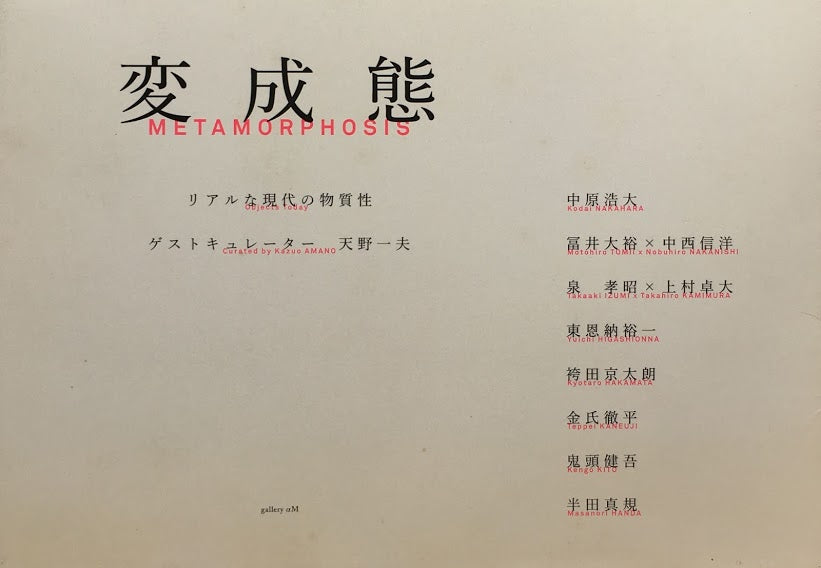 変成態
METAMORPHOSIS
リアルな現代の物質性
Objects Today
ゲストキュレーター　天野一夫
Curated by Kazuo AMANO
中原浩大
Kodai NAKAHARA
冨井大裕×中西信洋
Motohiro TOMII x Nobuhiro NAKANISHI
泉　孝昭×上村卓大
Takaaki IZUMI x Takahiro KAMIMURA
東恩納裕一
Yuichi HIGASHIONNA
袴田京太朗
Kyotaro HAKAMATA
金氏徹平
Teppei KANEUJI
鬼頭健吾
Kengo KITO
半田真規
Masanori HANDA
gallery αM